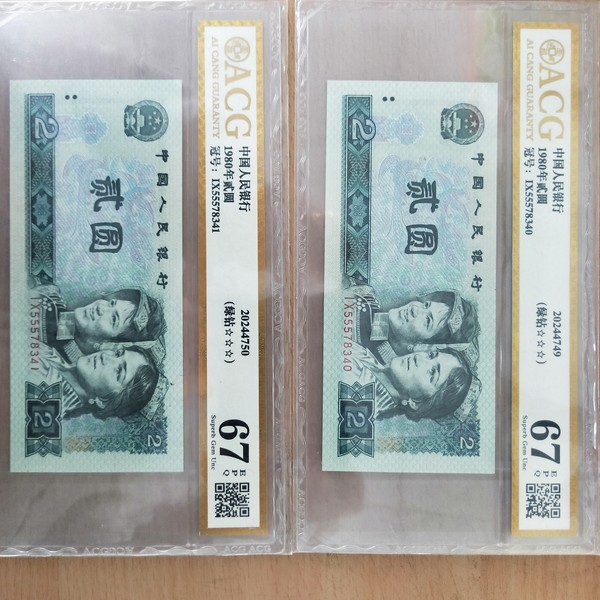 ACG
AI CANG GUARANTY
中国人民银行
1980年贰圆
冠号：IX55578341
20244750
(绿钻☆☆☆)
67
EPQ
Superb Gem Unc
中国人民银行
贰圆
2
2
2
IX55578341
ACG
AI CANG GUARANTY
中国人民银行
1980年贰圆
冠号：IX55578340
20244749
(绿钻☆☆☆)
67
EPQ
Superb Gem Unc
中国人民银行
贰圆
2
2
2
IX55578340